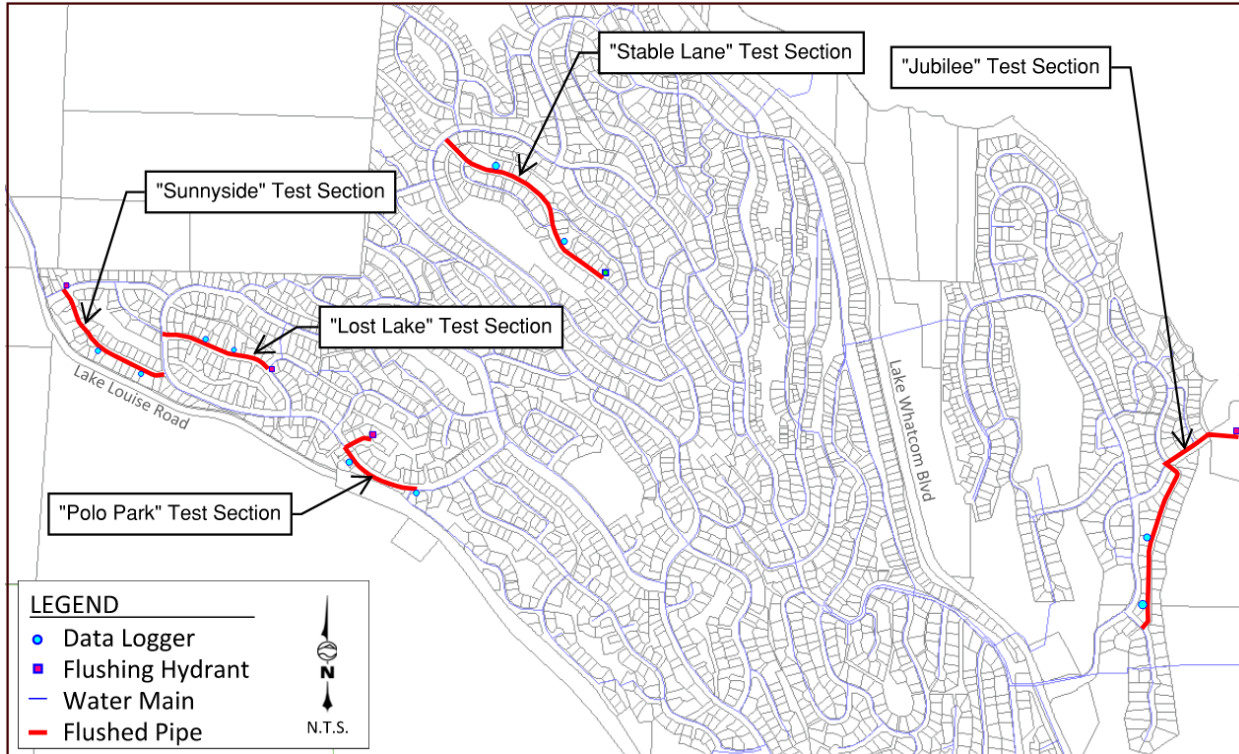 "Stable Lane" Test Section
"Jubilee" Test Section
"Sunnyside" Test Section
"Lost Lake" Test Section
Lake Louise Road
Lake Whatcom Blvd
"Polo Park" Test Section
LEGEND
Data Logger
Flushing Hydrant
Water Main
Flushed Pipe
N
N.T.S.